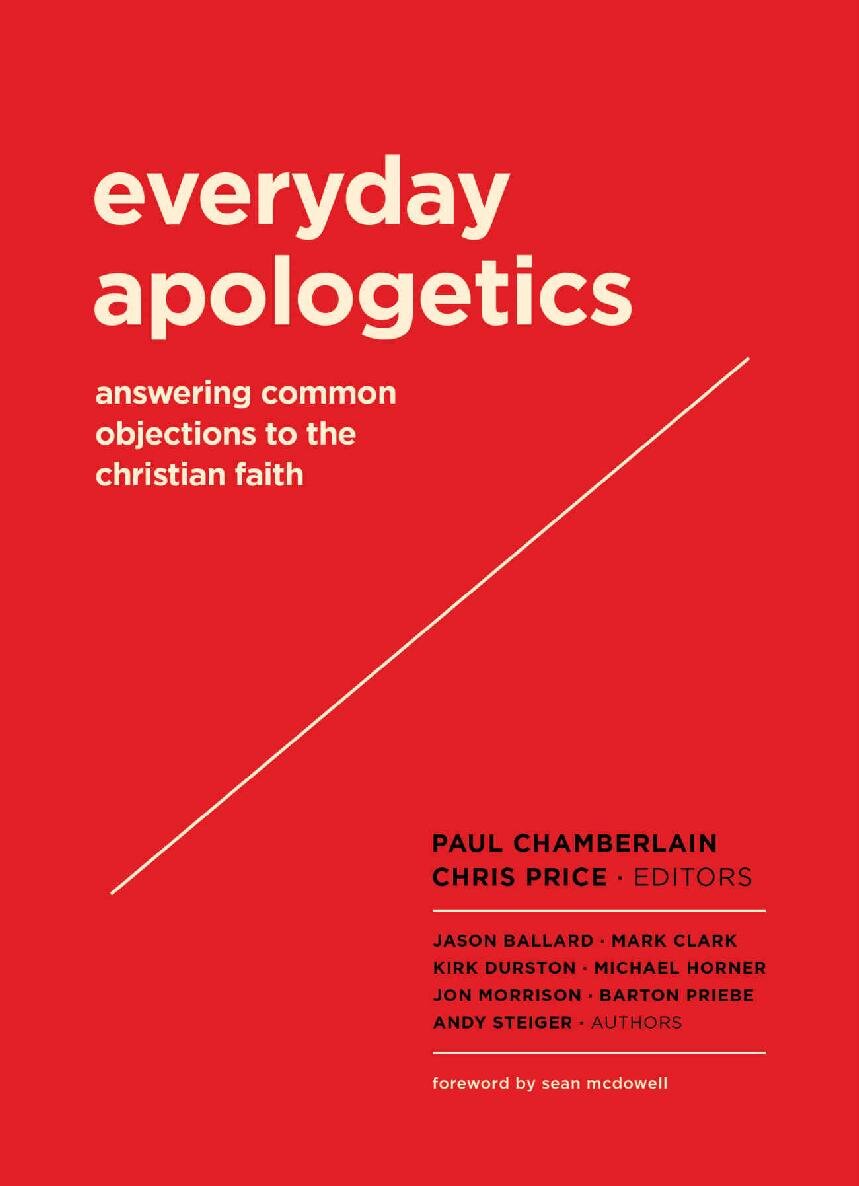 everyday
apologetics
answering common
objections to the
christian faith
PAUL CHAMBERLAIN
CHRIS PRICE · EDITORS
JASON BALLARD · MARK CLARK
KIRK DURSTON · MICHAEL HORNER
JON MORRISON · BARTON PRIEBE
ANDY STEIGER · AUTHORS
foreword by sean mcdowell